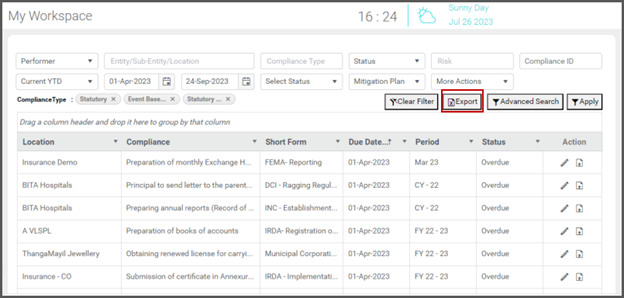 My Workspace 16 : 24 Sunny Day
Jul 26 2023
Performer Entity/Sub-Entity/Location Compliance Type Status Risk Compliance ID
Current YTD 01-Apr-2023 24-Sep-2023 Select Status Mitigation Plan More Actions
ComplianceType : Statutory × Event Base... × Statutory ... × Clear Filter Export Advanced Search Apply
Drag a column header and drop it here to group by that column
Location Compliance Short Form Due Date...↑ Period Status Action
Insurance Demo Preparation of monthly Exchange H... FEMA- Reporting 01-Apr-2023 Mar 23 Overdue
BITA Hospitals Principal to send letter to the parent... DCI - Ragging Regul... 01-Apr-2023 CY - 22 Overdue
BITA Hospitals Preparing annual reports (Record of ... INC - Establishment... 01-Apr-2023 CY - 22 Overdue
A VLSPL Preparation of books of accounts IRDA- Registration o... 01-Apr-2023 FY 22 - 23 Overdue
ThangaMayil Jewellery Obtaining renewed license for carryi... Municipal Corporati... 01-Apr-2023 FY 22 - 23 Overdue
Insurance - CO Submission of certificate in Annexur... IRDA - Implementati... 01-Apr-2023 FY 22 - 23 Overdue